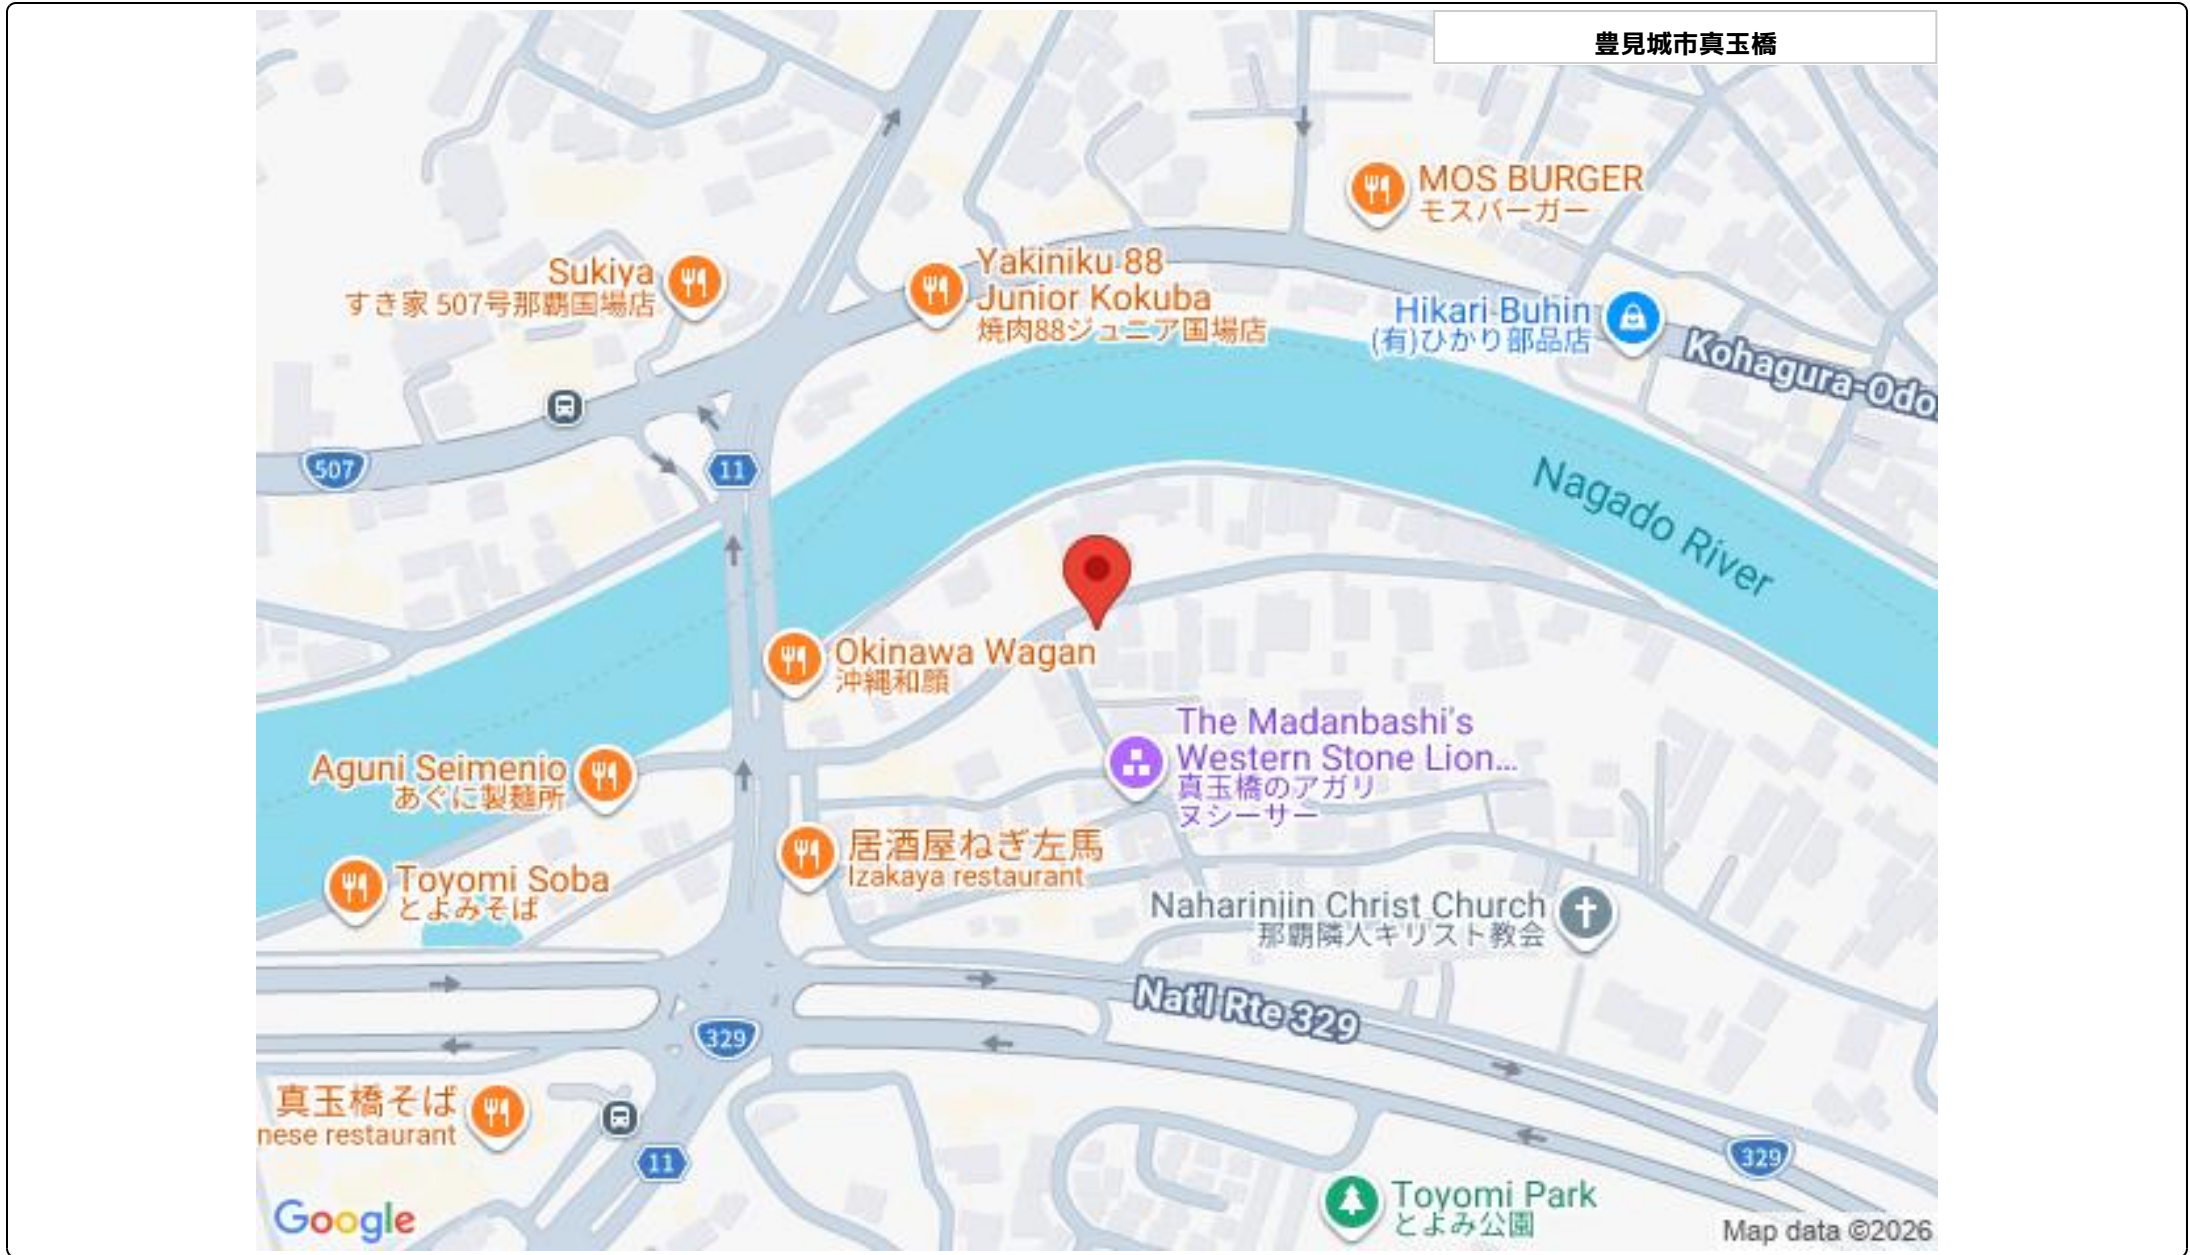 豊見城市真玉橋
MOS BURGER
モスバーガー
Sukiya
すき家 507号那覇国場店
Yakiniku 88
Junior Kokuba
焼肉88ジュニア国場店
Hikari Buhin
(有)ひかり部品店
Kohagura-Odo
507
11
Nagado River
Okinawa Wagan
沖縄和顔
The Madanbashi's
Western Stone Lion...
真玉橋のアガリ
ヌシーサー
Aguni Seimenjo
あぐに製麺所
居酒屋ねぎ左馬
Izakaya restaurant
Toyomi Soba
とよみそば
Naharinjin Christ Church
那覇隣人キリスト教会
Nat'l Rte 329
329
真玉橋そば
nese restaurant
11
329
Toyomi Park
とよみ公園
Google
Map data ©2026